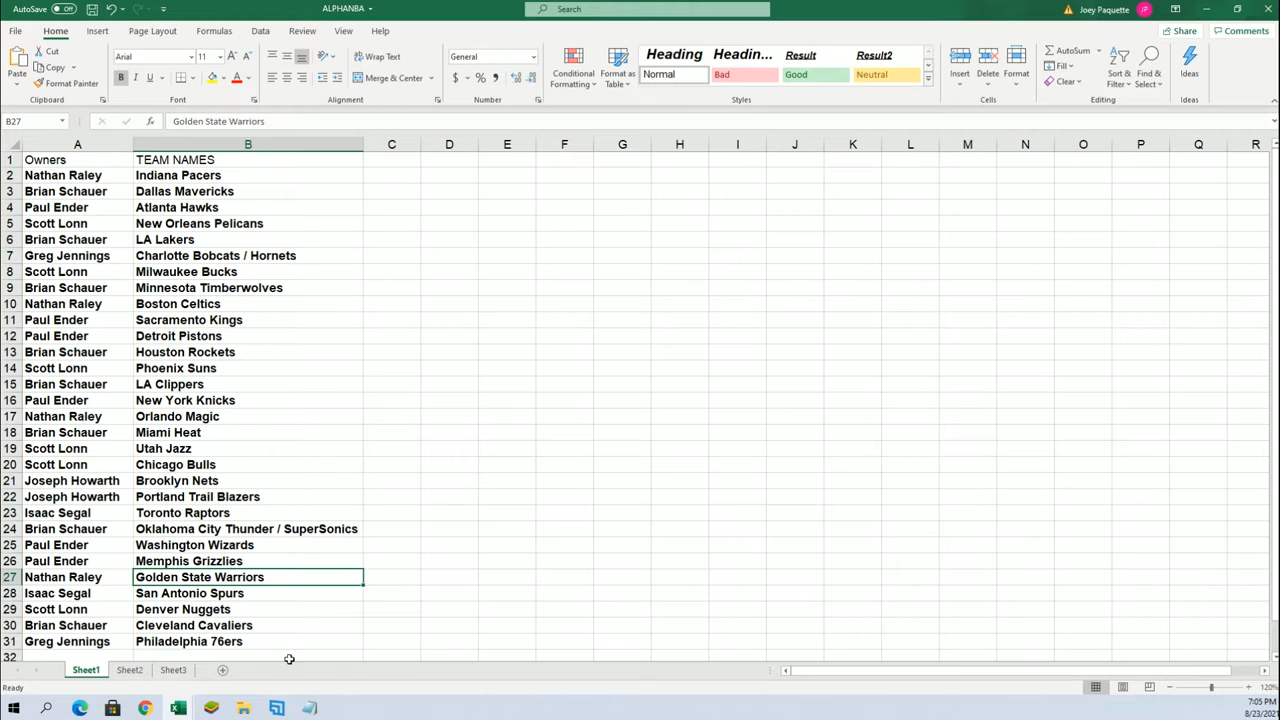 AutoSave Off ALPHANBA Search Joey Paquette JP
File Home Insert Page Layout Formulas Data Review View Help Share Comments
Paste Cut Copy Format Painter Clipboard
Arial 11 B I U A Font
Wrap Text Merge & Center Alignment
General $ % Number
Conditional Formatting Format as Table
Heading Headin... Result Result2
Normal Bad Good Neutral
Styles
Insert Delete Format Cells
AutoSum Fill Clear Sort & Filter Find & Select Editing
Ideas Ideas
B27 fx Golden State Warriors
A B C D E F G H I J K L M N O P Q R
1 Owners TEAM NAMES
2 Nathan Raley Indiana Pacers
3 Brian Schauer Dallas Mavericks
4 Paul Ender Atlanta Hawks
5 Scott Lonn New Orleans Pelicans
6 Brian Schauer LA Lakers
7 Greg Jennings Charlotte Bobcats / Hornets
8 Scott Lonn Milwaukee Bucks
9 Brian Schauer Minnesota Timberwolves
10 Nathan Raley Boston Celtics
11 Paul Ender Sacramento Kings
12 Paul Ender Detroit Pistons
13 Brian Schauer Houston Rockets
14 Scott Lonn Phoenix Suns
15 Brian Schauer LA Clippers
16 Paul Ender New York Knicks
17 Nathan Raley Orlando Magic
18 Brian Schauer Miami Heat
19 Scott Lonn Utah Jazz
20 Scott Lonn Chicago Bulls
21 Joseph Howarth Brooklyn Nets
22 Joseph Howarth Portland Trail Blazers
23 Isaac Segal Toronto Raptors
24 Brian Schauer Oklahoma City Thunder / SuperSonics
25 Paul Ender Washington Wizards
26 Paul Ender Memphis Grizzlies
27 Nathan Raley Golden State Warriors
28 Isaac Segal San Antonio Spurs
29 Scott Lonn Denver Nuggets
30 Brian Schauer Cleveland Cavaliers
31 Greg Jennings Philadelphia 76ers
32
Sheet1 Sheet2 Sheet3
Ready 120%
7:05 PM